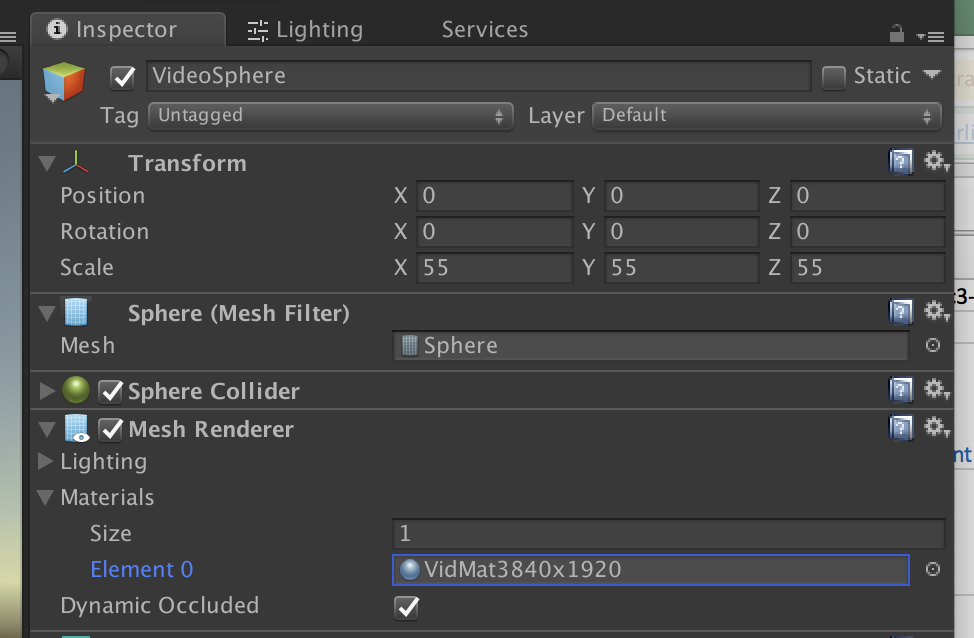 Inspector Lighting Services
VideoSphere Static
Tag Untagged Layer Default
Transform
Position X 0 Y 0 Z 0
Rotation X 0 Y 0 Z 0
Scale X 55 Y 55 Z 55
Sphere (Mesh Filter)
Mesh Sphere
Sphere Collider
Mesh Renderer
Lighting
Materials
Size 1
Element 0 VidMat3840x1920
Dynamic Occluded